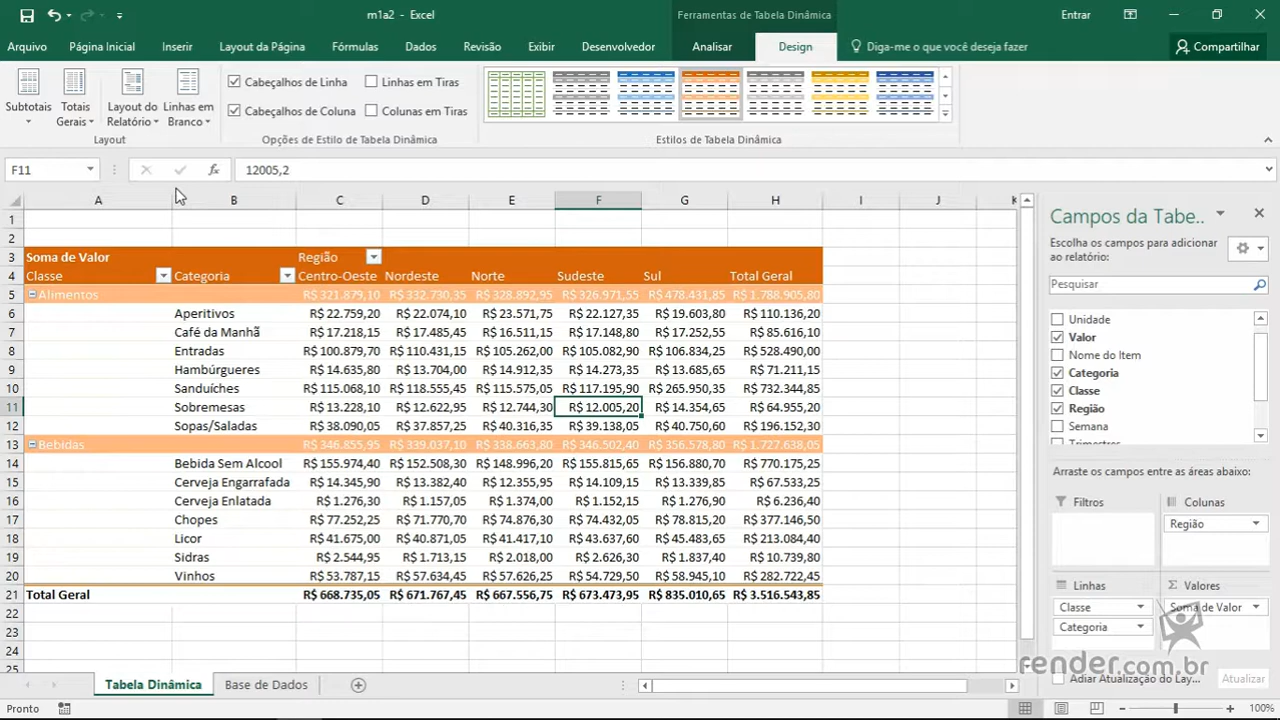 m1a2 - Excel
Ferramentas de Tabela Dinâmica
Entrar
Arquivo Página Inicial Inserir Layout da Página Fórmulas Dados Revisão Exibir Desenvolvedor Analisar Design Diga-me o que você deseja fazer Compartilhar
Subtotais
Totais Gerais
Layout do Relatório
Linhas em Branco
Cabeçalhos de Linha Linhas em Tiras
Cabeçalhos de Coluna Colunas em Tiras
Layout Opções de Estilo de Tabela Dinâmica Estilos de Tabela Dinâmica
F11 fx 12005,2
A B C D E F G H I J K
1
2
3 Soma de Valor Região
4 Classe Categoria Centro-Oeste Nordeste Norte Sudeste Sul Total Geral
5 Alimentos R$ 321.879,10 R$ 332.730,35 R$ 328.892,95 R$ 326.971,55 R$ 478.431,85 R$ 1.788.905,80
6 Aperitivos R$ 22.759,20 R$ 22.074,10 R$ 23.571,75 R$ 22.127,35 R$ 19.603,80 R$ 110.136,20
7 Café da Manhã R$ 17.218,15 R$ 17.485,45 R$ 16.511,15 R$ 17.148,80 R$ 17.252,55 R$ 85.616,10
8 Entradas R$ 100.879,70 R$ 110.431,15 R$ 105.262,00 R$ 105.082,90 R$ 106.834,25 R$ 528.490,00
9 Hambúrgueres R$ 14.635,80 R$ 13.704,00 R$ 14.912,35 R$ 14.273,35 R$ 13.685,65 R$ 71.211,15
10 Sanduíches R$ 115.068,10 R$ 118.555,45 R$ 115.575,05 R$ 117.195,90 R$ 265.950,35 R$ 732.344,85
11 Sobremesas R$ 13.228,10 R$ 12.622,95 R$ 12.744,30 R$ 12.005,20 R$ 14.354,65 R$ 64.955,20
12 Sopas/Saladas R$ 38.090,05 R$ 37.857,25 R$ 40.316,35 R$ 39.138,05 R$ 40.750,60 R$ 196.152,30
13 Bebidas R$ 346.855,95 R$ 339.037,10 R$ 338.663,80 R$ 346.502,40 R$ 356.578,80 R$ 1.727.638,05
14 Bebida Sem Alcool R$ 155.974,40 R$ 152.508,30 R$ 148.996,20 R$ 155.815,65 R$ 156.880,70 R$ 770.175,25
15 Cerveja Engarrafada R$ 14.345,90 R$ 13.382,40 R$ 12.355,95 R$ 14.109,15 R$ 13.339,85 R$ 67.533,25
16 Cerveja Enlatada R$ 1.276,30 R$ 1.157,05 R$ 1.374,00 R$ 1.152,15 R$ 1.276,90 R$ 6.236,40
17 Chopes R$ 77.252,25 R$ 71.770,70 R$ 74.876,30 R$ 74.432,05 R$ 78.815,20 R$ 377.146,50
18 Licor R$ 41.675,00 R$ 40.871,05 R$ 41.417,10 R$ 43.637,60 R$ 45.483,65 R$ 213.084,40
19 Sidras R$ 2.544,95 R$ 1.713,15 R$ 2.018,00 R$ 2.626,30 R$ 1.837,40 R$ 10.739,80
20 Vinhos R$ 53.787,15 R$ 57.634,45 R$ 57.626,25 R$ 54.729,50 R$ 58.945,10 R$ 282.722,45
21 Total Geral R$ 668.735,05 R$ 671.767,45 R$ 667.556,75 R$ 673.473,95 R$ 835.010,65 R$ 3.516.543,85
22
23
24
25
Campos da Tabe..
Escolha os campos para adicionar
ao relatório:
Pesquisar
Unidade
Valor
Nome do Item
Categoria
Classe
Região
Semana
Trimestres
Arraste os campos entre as áreas abaixo:
Filtros Colunas
Região
Linhas Σ Valores
Classe Soma de Valor
Categoria
render.com.br
Adiar Atualização do Lay... Atualizar
Tabela Dinâmica Base de Dados
Pronto 100%